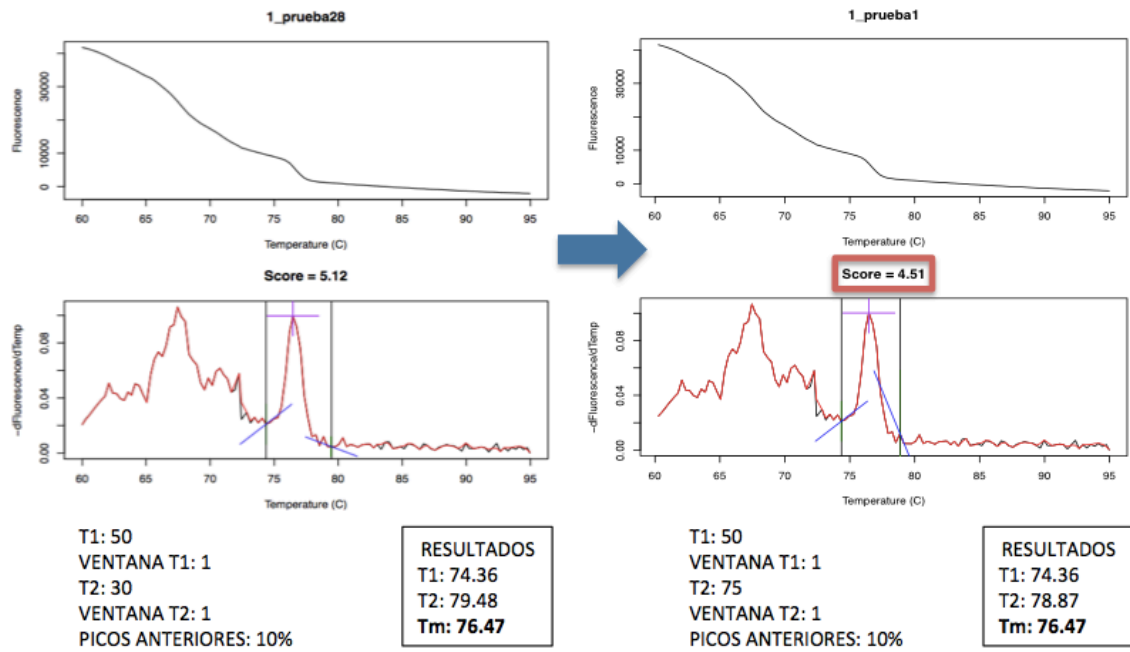 1_prueba28
Fluorescence
30000
10000
0
60 65 70 75 80 85 90 95
Temperature (C)
Score = 5.12
-dFluorescence/dTemp
0.08
0.04
0.00
60 65 70 75 80 85 90 95
Temperature (C)
T1: 50
VENTANA T1: 1
T2: 30
VENTANA T2: 1
PICOS ANTERIORES: 10%
RESULTADOS
T1: 74.36
T2: 79.48
Tm: 76.47
1_prueba1
Fluorescence
30000
10000
0
60 65 70 75 80 85 90 95
Temperature (C)
Score = 4.51
-dFluorescence/dTemp
0.08
0.04
0.00
60 65 70 75 80 85 90 95
Temperature (C)
T1: 50
VENTANA T1: 1
T2: 75
VENTANA T2: 1
PICOS ANTERIORES: 10%
RESULTADOS
T1: 74.36
T2: 78.87
Tm: 76.47